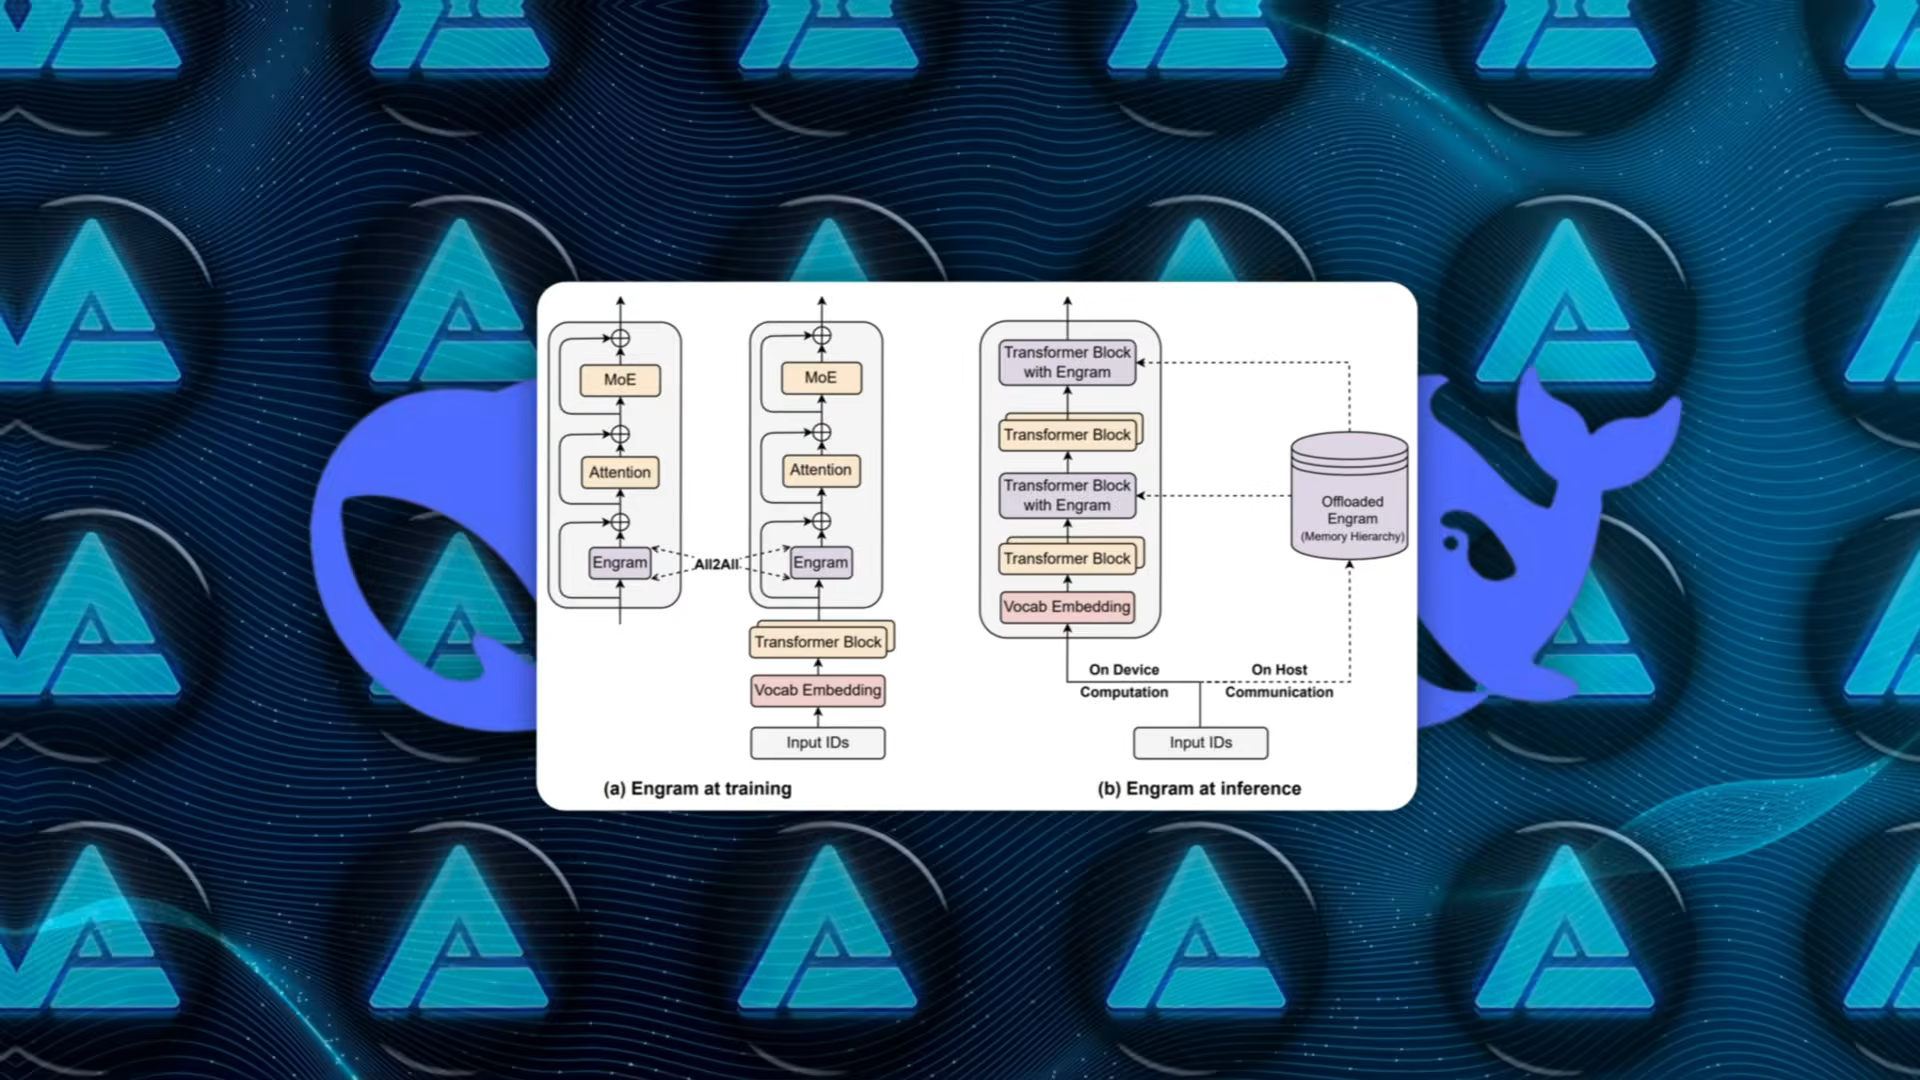 MoE
Attention
Engram
All2All
MoE
Attention
Engram
Transformer Block
Vocab Embedding
Input IDs
(a) Engram at training
Transformer Block
with Engram
Transformer Block
Transformer Block
with Engram
Transformer Block
Vocab Embedding
Offloaded
Engram
(Memory Hierarchy)
On Device
Computation
On Host
Communication
Input IDs
(b) Engram at inference